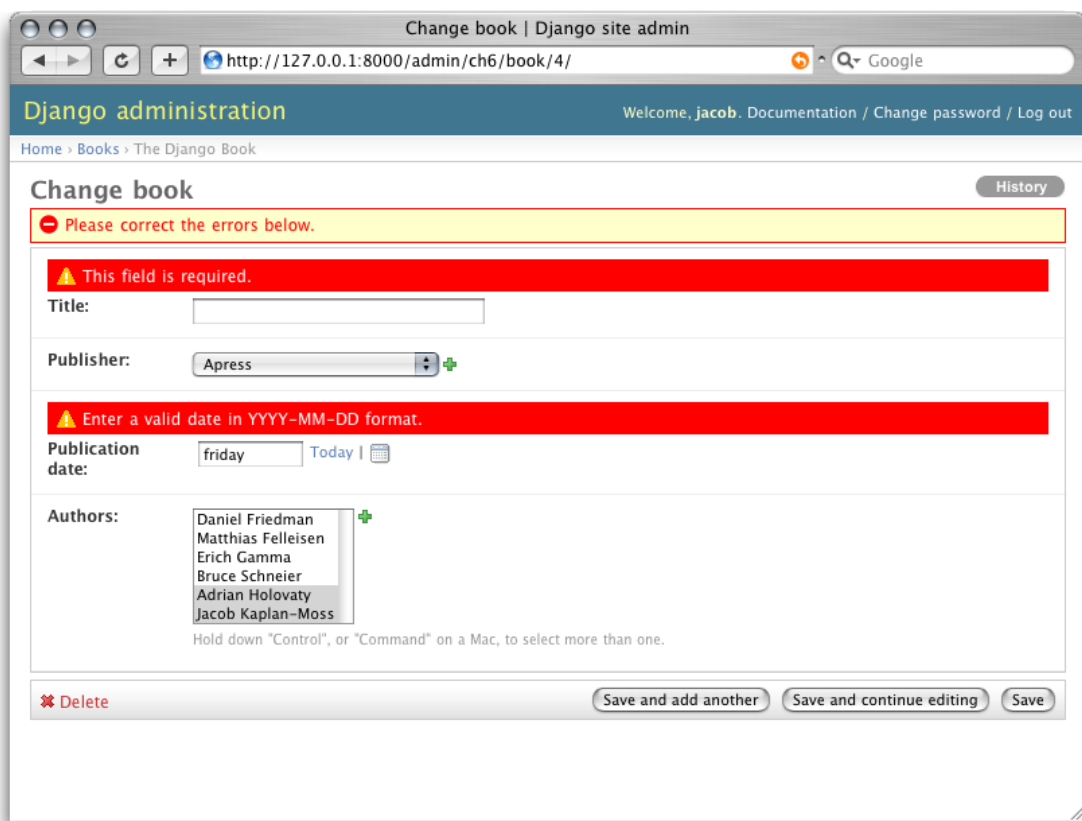 Change book | Django site admin
http://127.0.0.1:8000/admin/ch6/book/4/
Google
Django administration
Welcome, jacob. Documentation / Change password / Log out
Home › Books › The Django Book
Change book
History
Please correct the errors below.
This field is required.
Title:
Publisher:
Apress
Enter a valid date in YYYY-MM-DD format.
Publication
date:
friday
Today |
Authors:
Daniel Friedman
Matthias Felleisen
Erich Gamma
Bruce Schneier
Adrian Holovaty
Jacob Kaplan-Moss
Hold down "Control", or "Command" on a Mac, to select more than one.
Delete
Save and add another
Save and continue editing
Save